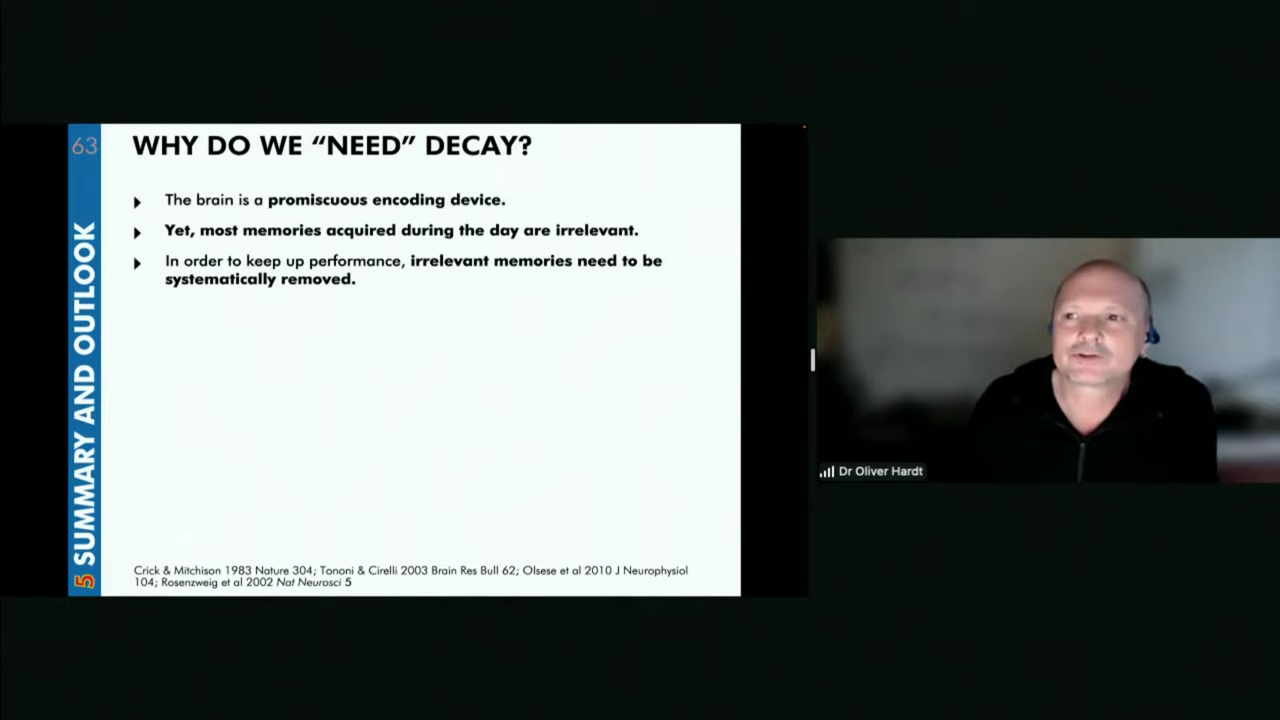 63
WHY DO WE “NEED” DECAY?
The brain is a promiscuous encoding device.
Yet, most memories acquired during the day are irrelevant.
In order to keep up performance, irrelevant memories need to be
systematically removed.
5 SUMMARY AND OUTLOOK
Crick & Mitchison 1983 Nature 304; Tononi & Cirelli 2003 Brain Res Bull 62; Olsese et al 2010 J Neurophysiol
104; Rosenzweig et al 2002 Nat Neurosci 5
Dr Oliver Hardt